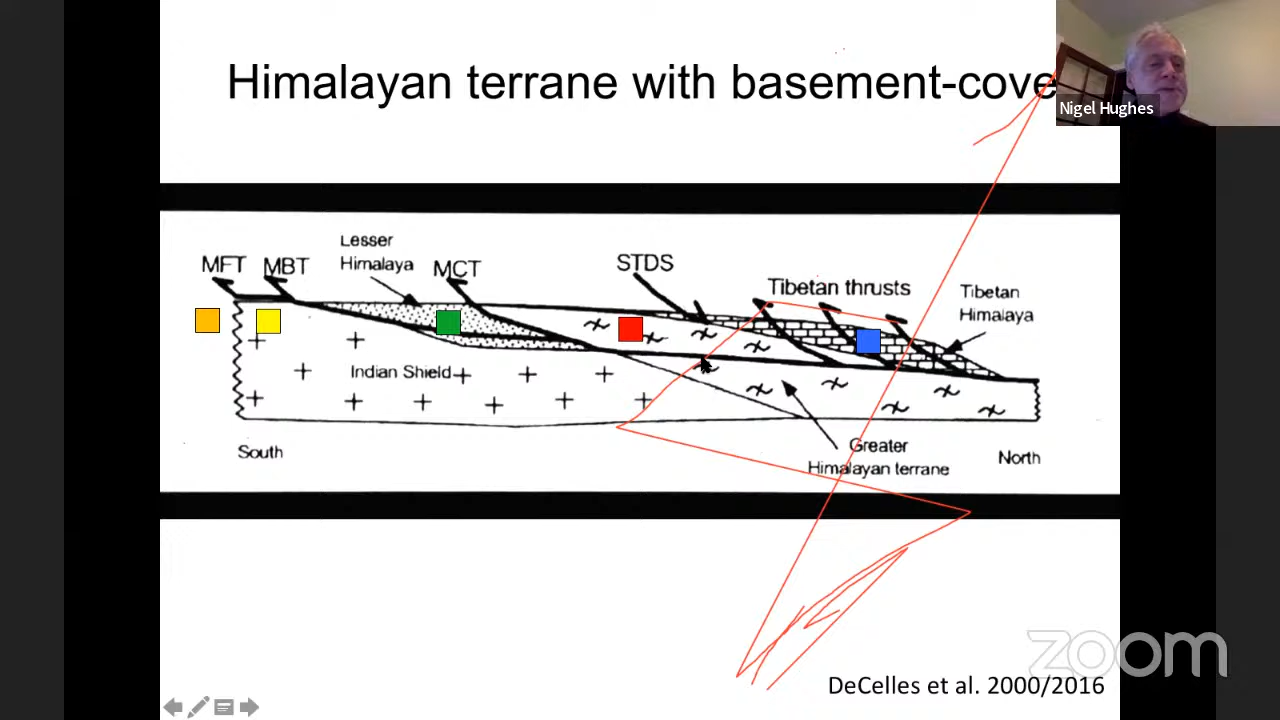 Himalayan terrane with basement-cove
Nigel Hughes
Lesser
Himalaya
MFT
MBT
MCT
STDS
Tibetan thrusts
Tibetan
Himalaya
Indian Shield
Greater
Himalayan terrane
South
North
zoom
DeCelles et al. 2000/2016